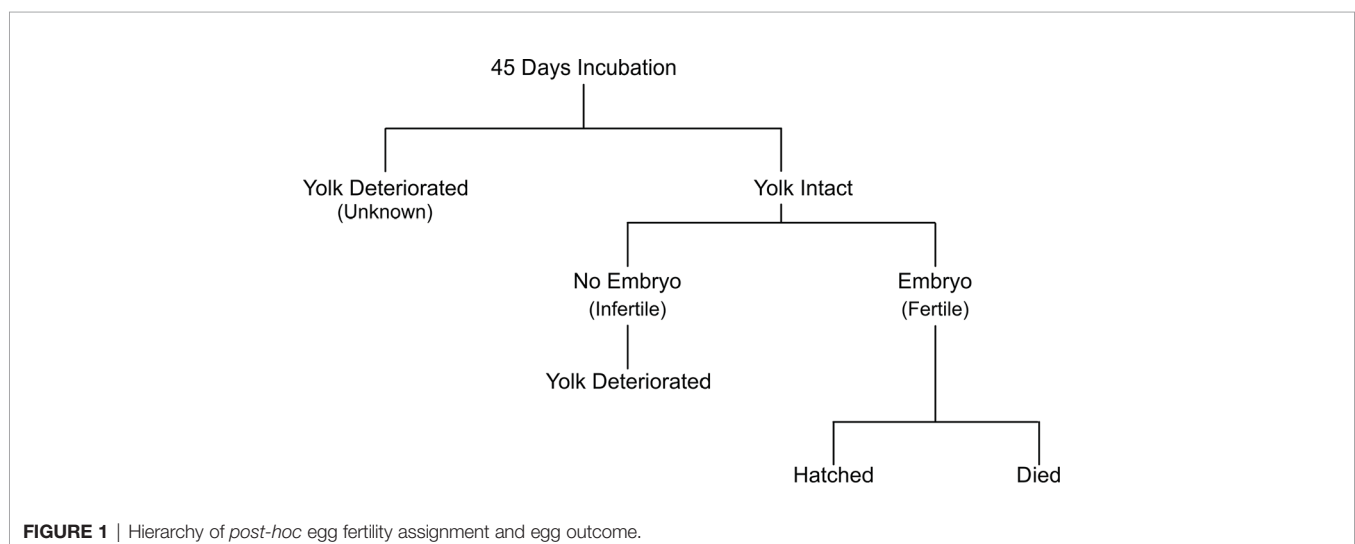 45 Days Incubation
Yolk Deteriorated
(Unknown)
Yolk Intact
No Embryo
(Infertile)
Embryo
(Fertile)
Yolk Deteriorated
Hatched
Died
FIGURE 1 | Hierarchy of post-hoc egg fertility assignment and egg outcome.